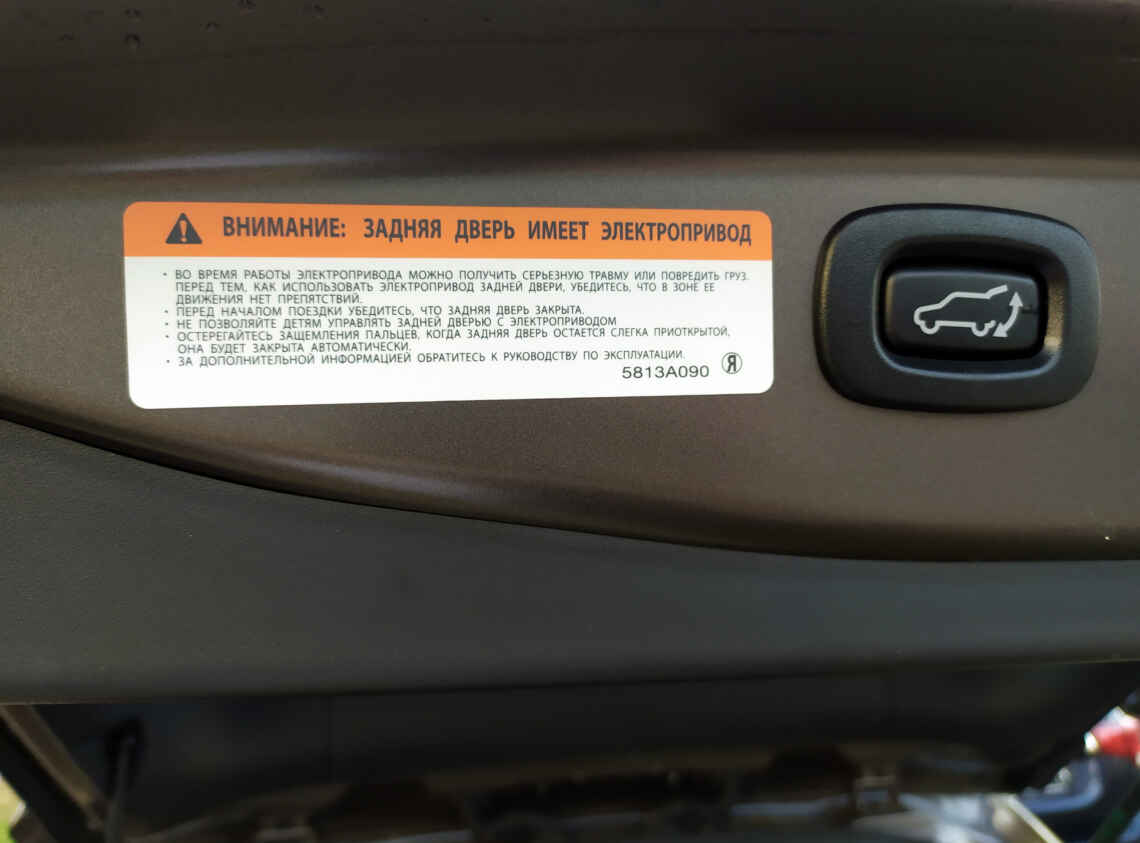 ВНИМАНИЕ: ЗАДНЯЯ ДВЕРЬ ИМЕЕТ ЭЛЕКТРОПРИВОД
• ВО ВРЕМЯ РАБОТЫ ЭЛЕКТРОПРИВОДА МОЖНО ПОЛУЧИТЬ СЕРЬЕЗНУЮ ТРАВМУ ИЛИ ПОВРЕДИТЬ ГРУЗ.
ПЕРЕД ТЕМ, КАК ИСПОЛЬЗОВАТЬ ЭЛЕКТРОПРИВОД ЗАДНЕЙ ДВЕРИ, УБЕДИТЕСЬ, ЧТО В ЗОНЕ ЕЕ
ДВИЖЕНИЯ НЕТ ПРЕПЯТСТВИЙ.
• ПЕРЕД НАЧАЛОМ ПОЕЗДКИ УБЕДИТЕСЬ, ЧТО ЗАДНЯЯ ДВЕРЬ ЗАКРЫТА.
• НЕ ПОЗВОЛЯЙТЕ ДЕТЯМ УПРАВЛЯТЬ ЗАДНЕЙ ДВЕРЬЮ С ЭЛЕКТРОПРИВОДОМ
• ОСТЕРЕГАЙТЕСЬ ЗАЩЕМЛЕНИЯ ПАЛЬЦЕВ, КОГДА ЗАДНЯЯ ДВЕРЬ ОСТАЕТСЯ СЛЕГКА ПРИОТКРЫТОЙ,
ОНА БУДЕТ ЗАКРЫТА АВТОМАТИЧЕСКИ.
• ЗА ДОПОЛНИТЕЛЬНОЙ ИНФОРМАЦИЕЙ ОБРАТИТЕСЬ К РУКОВОДСТВУ ПО ЭКСПЛУАТАЦИИ.
5813A090 Я